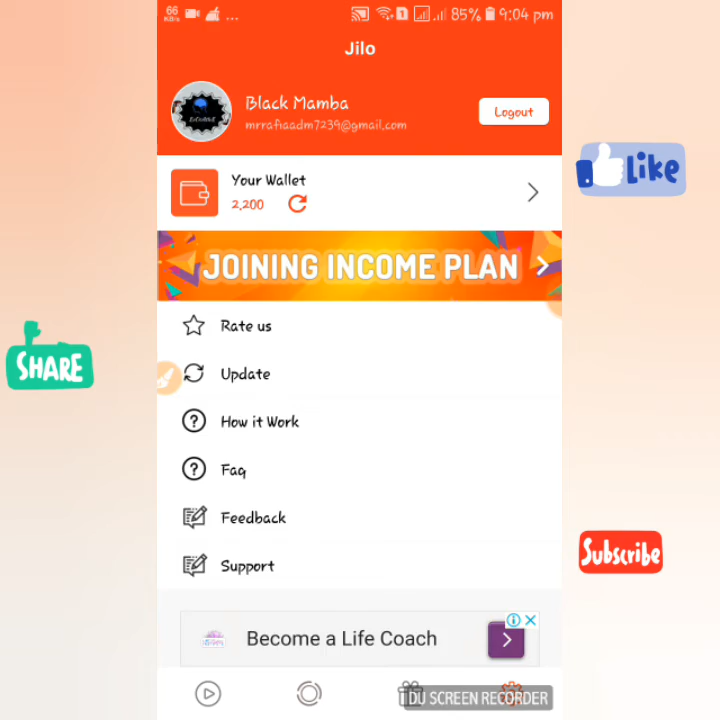 66
KB/s
... 1 85% 9:04 pm
Jilo
Black Mamba
mrrafiaadm7239@gmail.com
Logout
Like
Your Wallet
2,200
JOINING INCOME PLAN
Rate us
SHARE
Update
How it Work
Faq
Feedback
Subscribe
Support
Become a Life Coach
DU SCREEN RECORDER